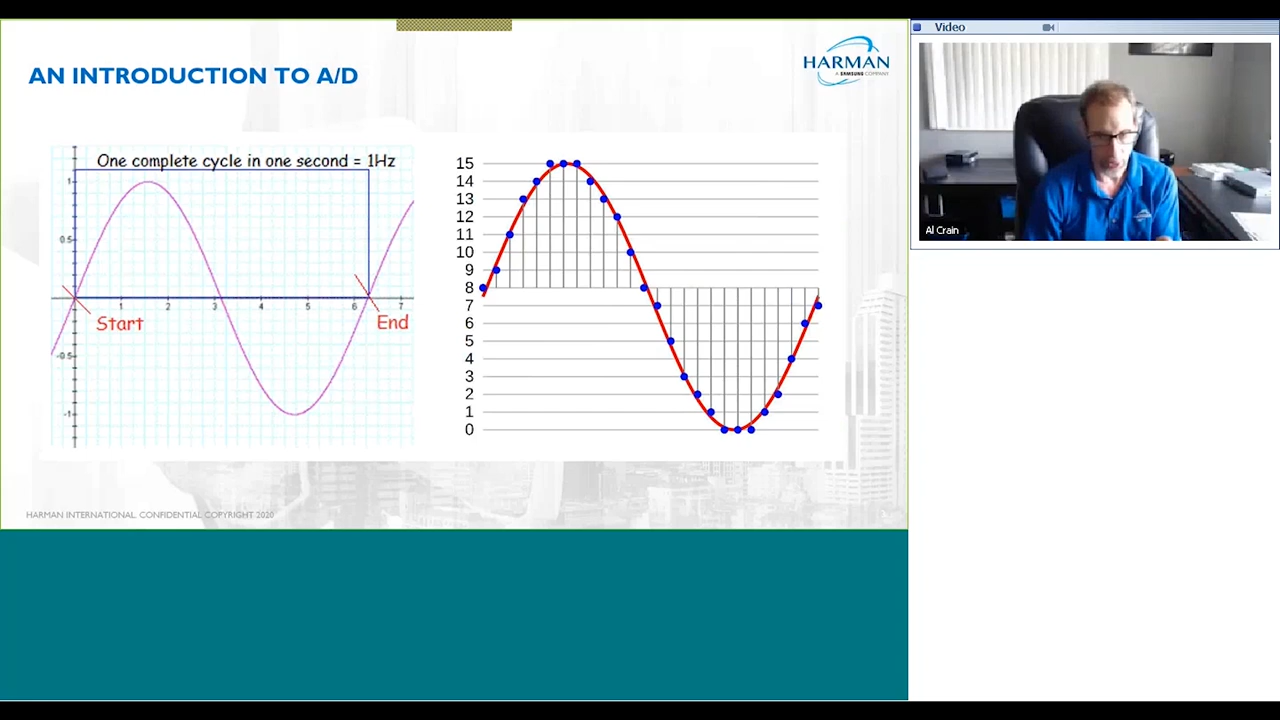 AN INTRODUCTION TO A/D
HARMAN
A SAMSUNG COMPANY
One complete cycle in one second = 1Hz
1
0.5
-0.5
-1
1 2 3 4 5 6 7
Start
End
15
14
13
12
11
10
9
8
7
6
5
4
3
2
1
0
HARMAN INTERNATIONAL. CONFIDENTIAL. COPYRIGHT 2020
Video
Al Crain